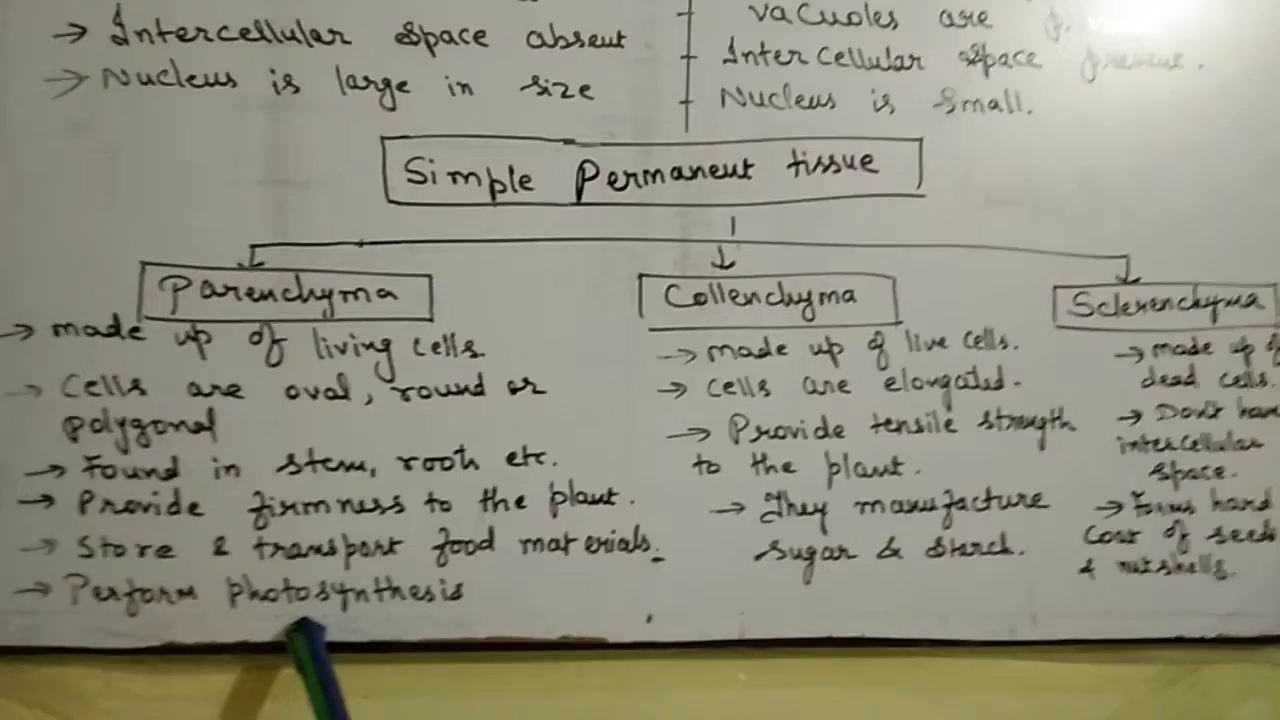 → Intercellular space absent
→ Nucleus is large in size
vacuoles are
Intercellular space
Nucleus is small.
Simple Permanent tissue
Parenchyma
→ made up of living cells.
→ Cells are oval, round or
polygonal
→ Found in stem, roots etc.
→ Provide firmness to the plant.
→ Store & transport food materials.
→ Perform photosynthesis
Collenchyma
→ made up of live cells.
→ cells are elongated.
→ Provide tensile strength
to the plant.
→ They manufacture
sugar & starch.
Sclerenchyma
→ made up of
dead cells.
→ Don't have
intercellular
space.
→ Forms hard
Coat of seeds
& nutshells.